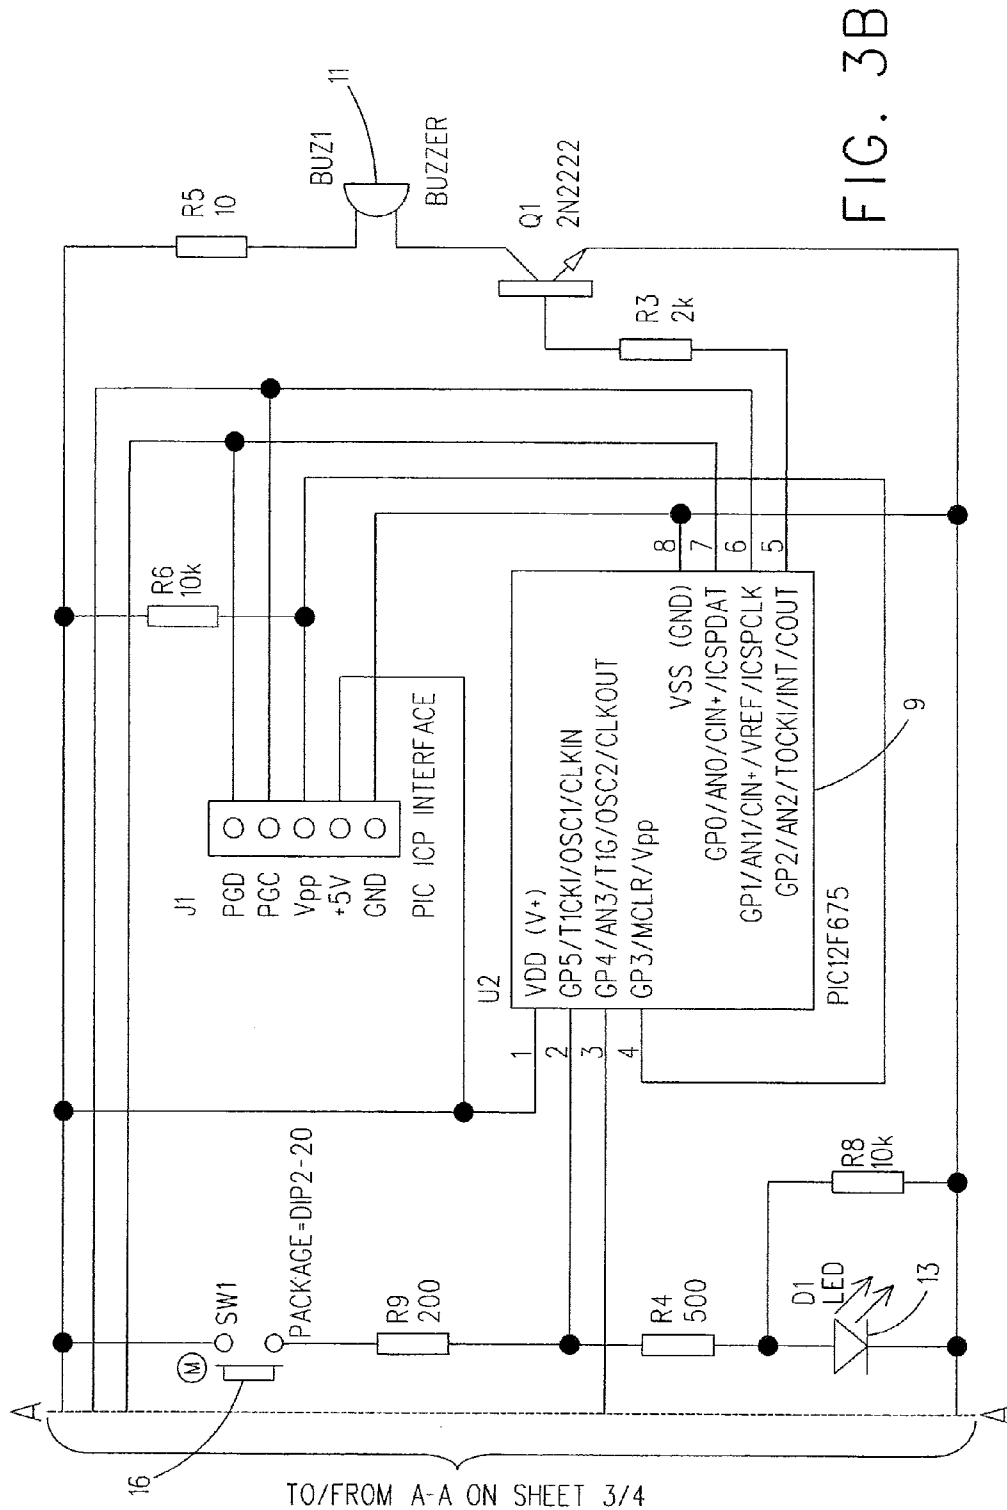 A
A
TO/FROM A-A ON SHEET 3/4
16
M
SW1
PACKAGE=DIP2-20
R9
200
R4
500
D1
LED
13
R8
10k
J1
PGD
PGC
Vpp
+5V
GND
PIC ICP INTERFACE
R6
10k
U2
1
2
3
4
VDD (V+)
GP5/T1CKI/OSC1/CLKIN
GP4/AN3/T1G/OSC2/CLKOUT
GP3/MCLR/Vpp
VSS (GND)
GP0/AN0/CIN+/ICSPDAT
GP1/AN1/CIN+/VREF/ICSPCLK
GP2/AN2/TOCKI/INT/COUT
8
7
6
5
PIC12F675
9
R5
10
BUZ1
BUZZER
11
Q1
2N2222
R3
2k
FIG. 3B